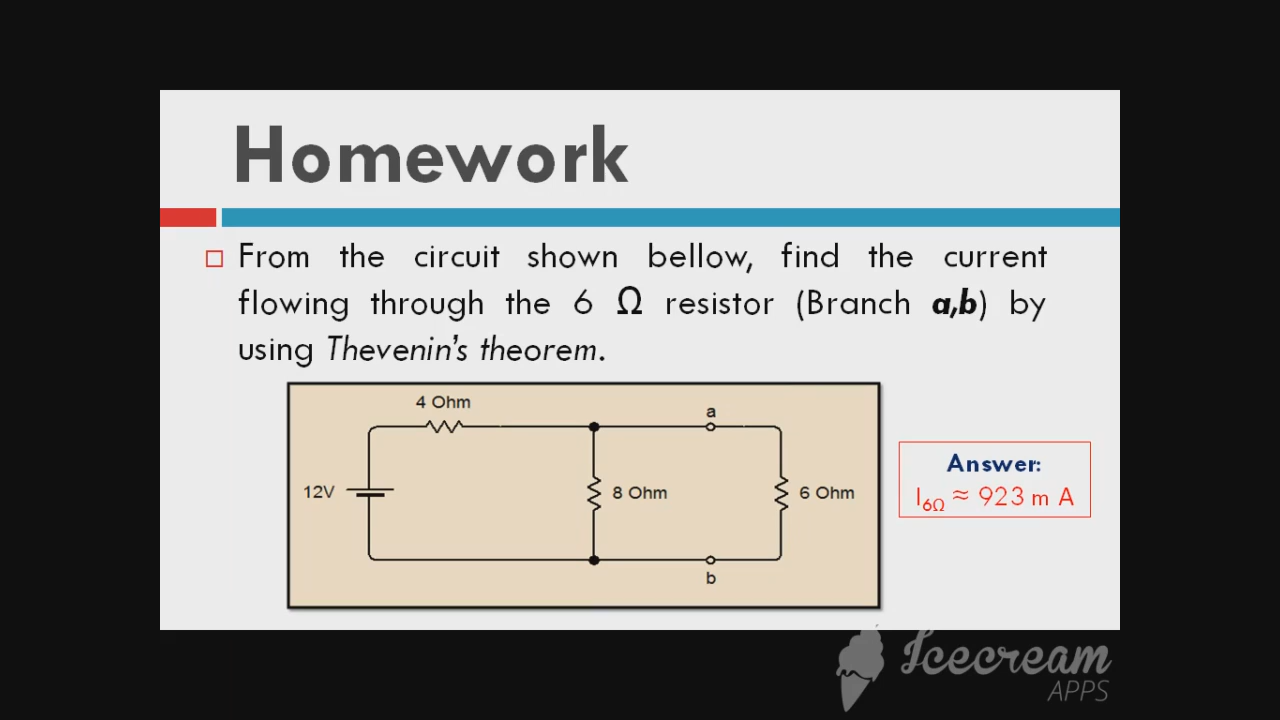 Homework
From the circuit shown bellow, find the current
flowing through the 6 Ω resistor (Branch a,b) by
using Thevenin's theorem.
4 Ohm
a
12V
8 Ohm
6 Ohm
b
Answer:
I6Ω ≈ 923 m A
Icecream
APPS